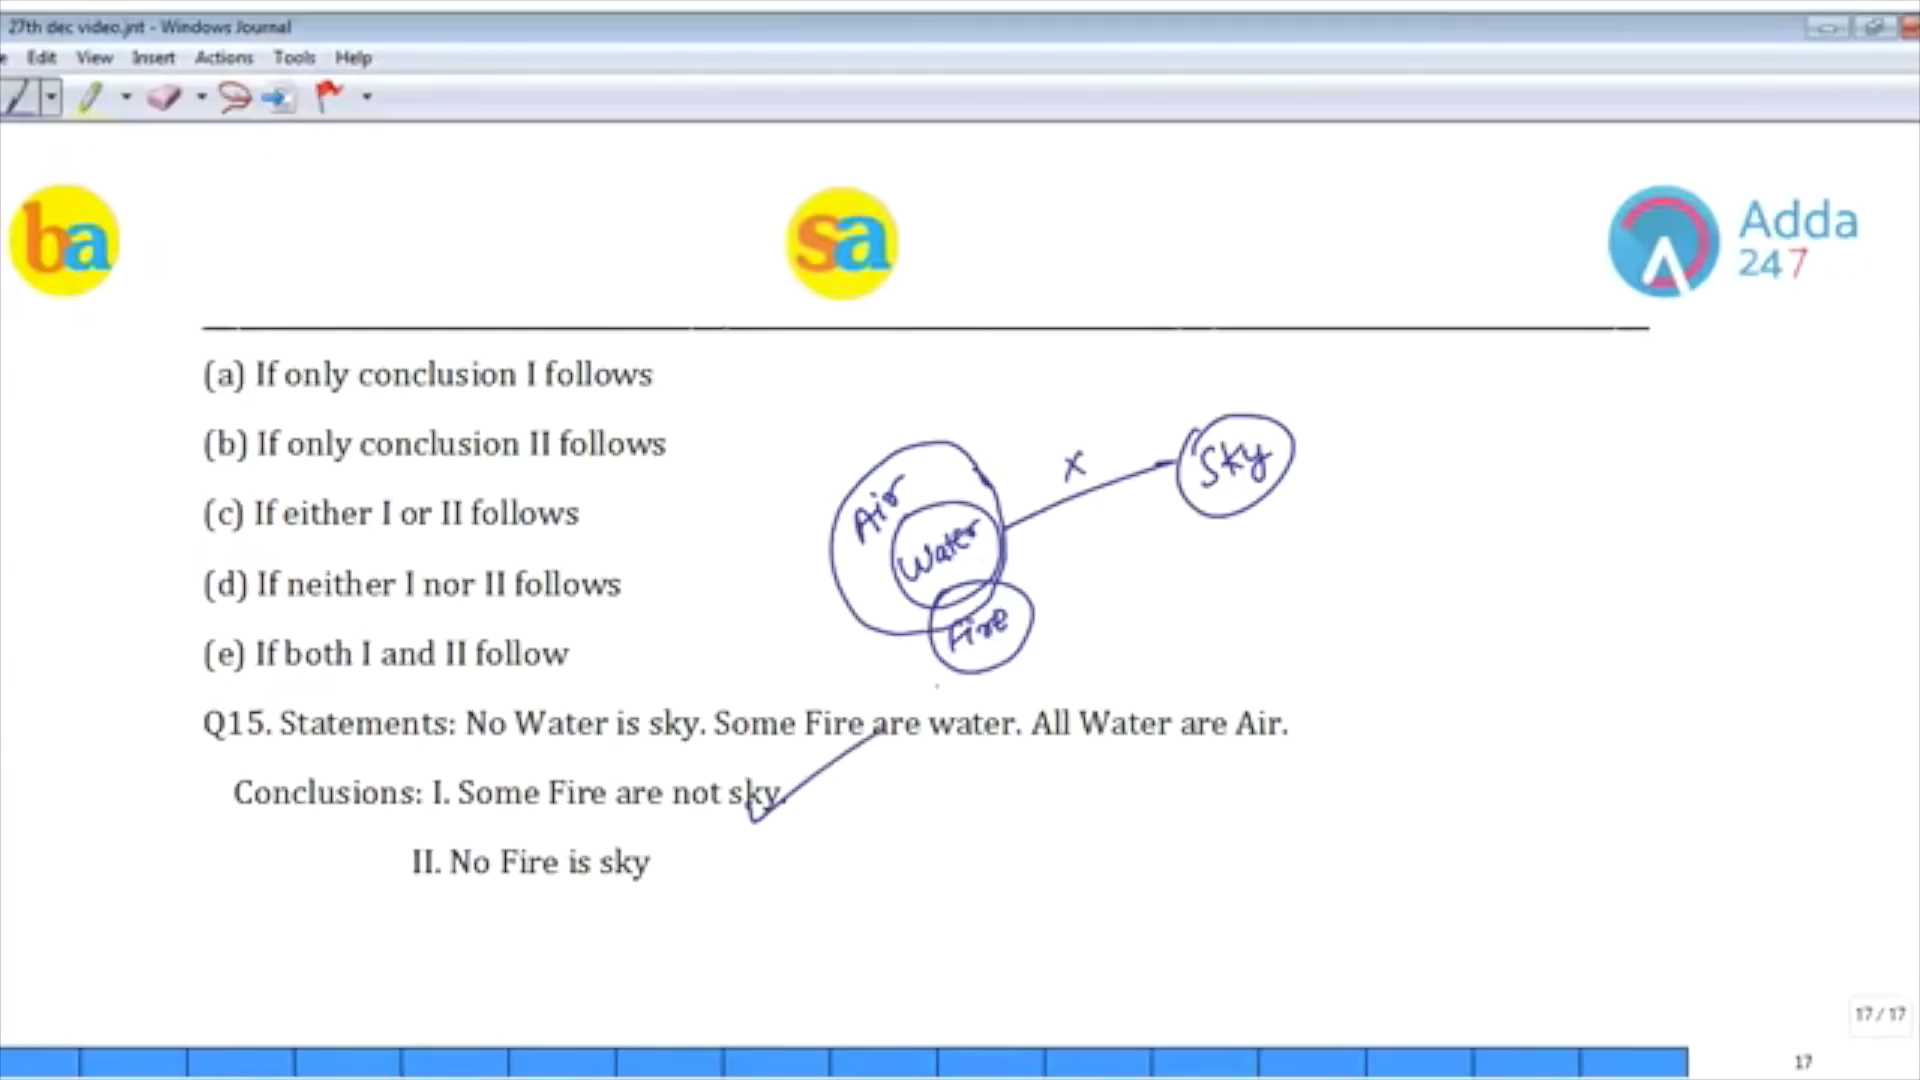 27th dec video.jnt - Windows Journal
e Edit View Insert Actions Tools Help
ba
sa
Adda
247
(a) If only conclusion I follows
(b) If only conclusion II follows
(c) If either I or II follows
(d) If neither I nor II follows
(e) If both I and II follow
Air
Water
Fire
x
Sky
Q15. Statements: No Water is sky. Some Fire are water. All Water are Air.
Conclusions: I. Some Fire are not sky.
II. No Fire is sky
17 / 17
17